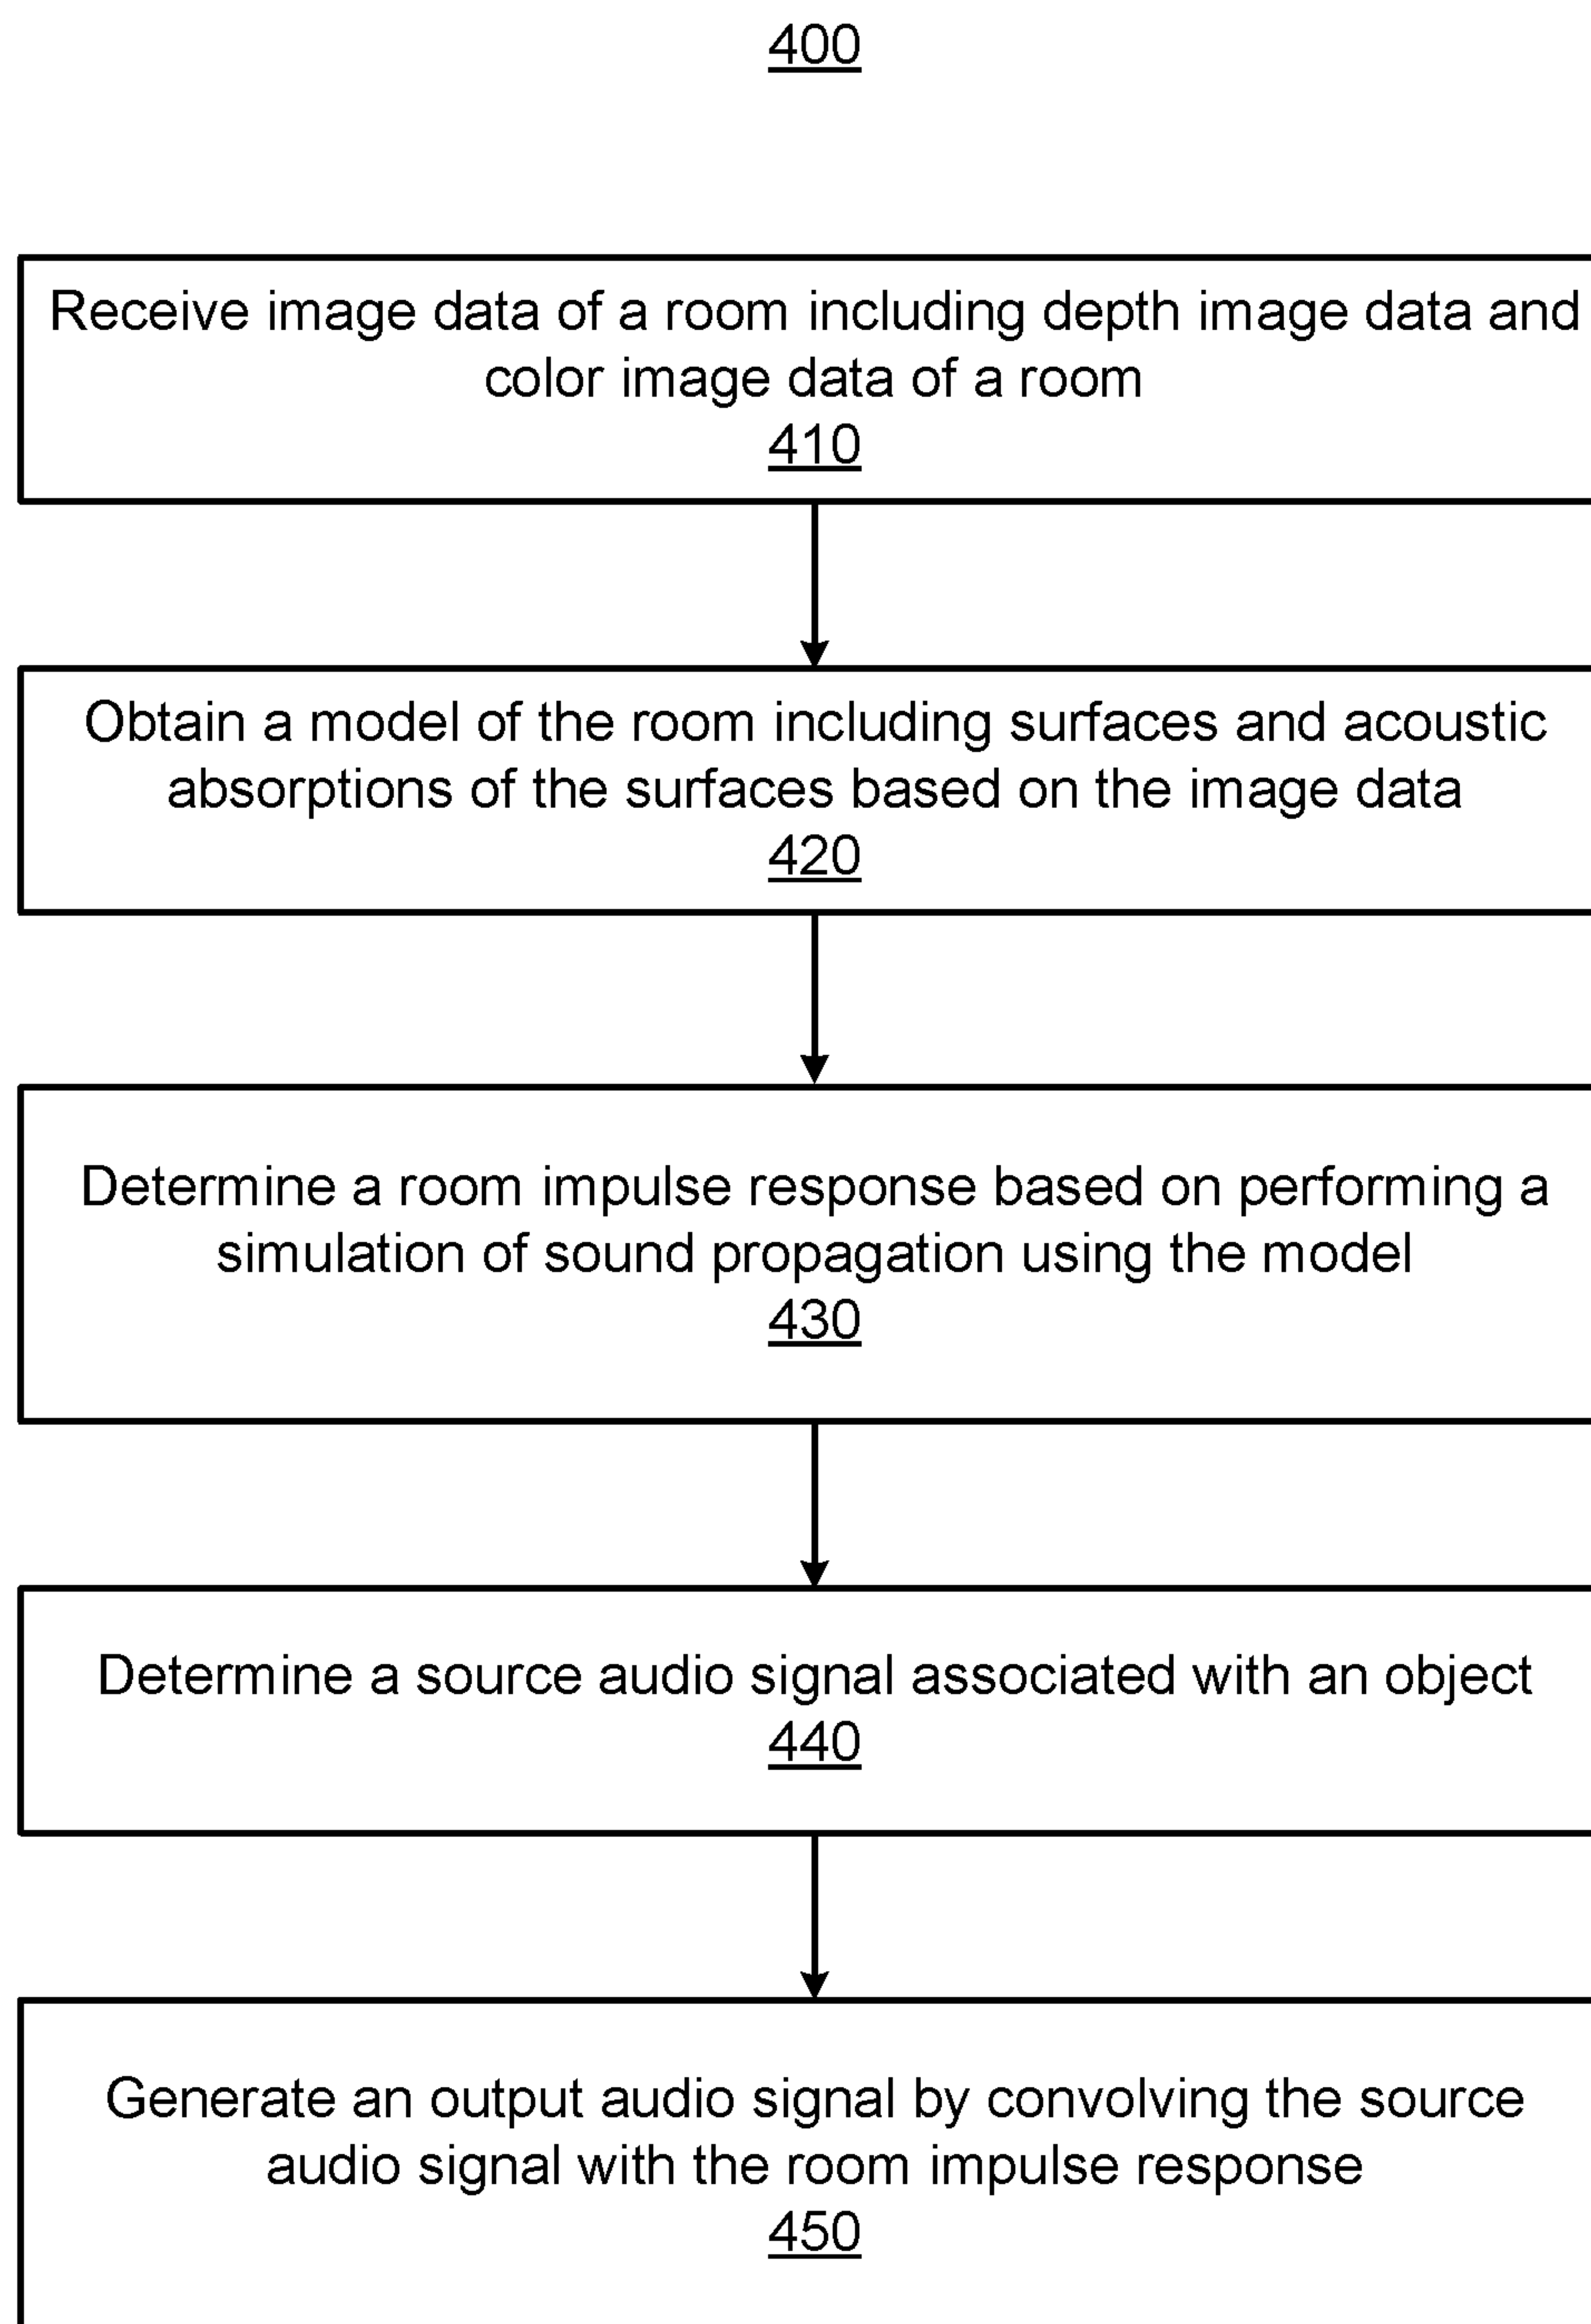 400
Receive image data of a room including depth image data and
color image data of a room
410
Obtain a model of the room including surfaces and acoustic
absorptions of the surfaces based on the image data
420
Determine a room impulse response based on performing a
simulation of sound propagation using the model
430
Determine a source audio signal associated with an object
440
Generate an output audio signal by convolving the source
audio signal with the room impulse response
450